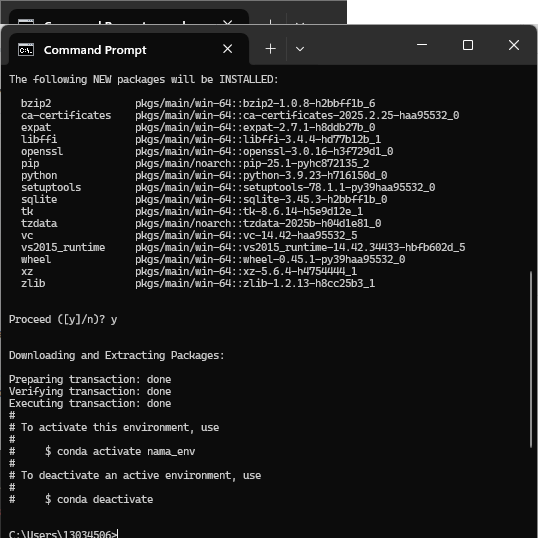 Command Prompt
The following NEW packages will be INSTALLED:
bzip2 pkgs/main/win-64::bzip2-1.0.8-h2bbff1b_6
ca-certificates pkgs/main/win-64::ca-certificates-2025.2.25-haa95532_0
expat pkgs/main/win-64::expat-2.7.1-h8ddb27b_0
libffi pkgs/main/win-64::libffi-3.4.4-hd77b12b_1
openssl pkgs/main/win-64::openssl-3.0.16-h3f729d1_0
pip pkgs/main/noarch::pip-25.1-pyhc872135_2
python pkgs/main/win-64::python-3.9.23-h716150d_0
setuptools pkgs/main/win-64::setuptools-78.1.1-py39haa95532_0
sqlite pkgs/main/win-64::sqlite-3.45.3-h2bbff1b_0
tk pkgs/main/win-64::tk-8.6.14-h5e9d12e_1
tzdata pkgs/main/noarch::tzdata-2025b-h04d1e81_0
vc pkgs/main/win-64::vc-14.42-haa95532_5
vs2015_runtime pkgs/main/win-64::vs2015_runtime-14.42.34433-hbfb602d_5
wheel pkgs/main/win-64::wheel-0.45.1-py39haa95532_0
xz pkgs/main/win-64::xz-5.6.4-h4754444_1
zlib pkgs/main/win-64::zlib-1.2.13-h8cc25b3_1
Proceed ([y]/n)? y
Downloading and Extracting Packages:
Preparing transaction: done
Verifying transaction: done
Executing transaction: done
#
# To activate this environment, use
#
# $ conda activate nama_env
#
# To deactivate an active environment, use
#
# $ conda deactivate
C:\Users\13034506>